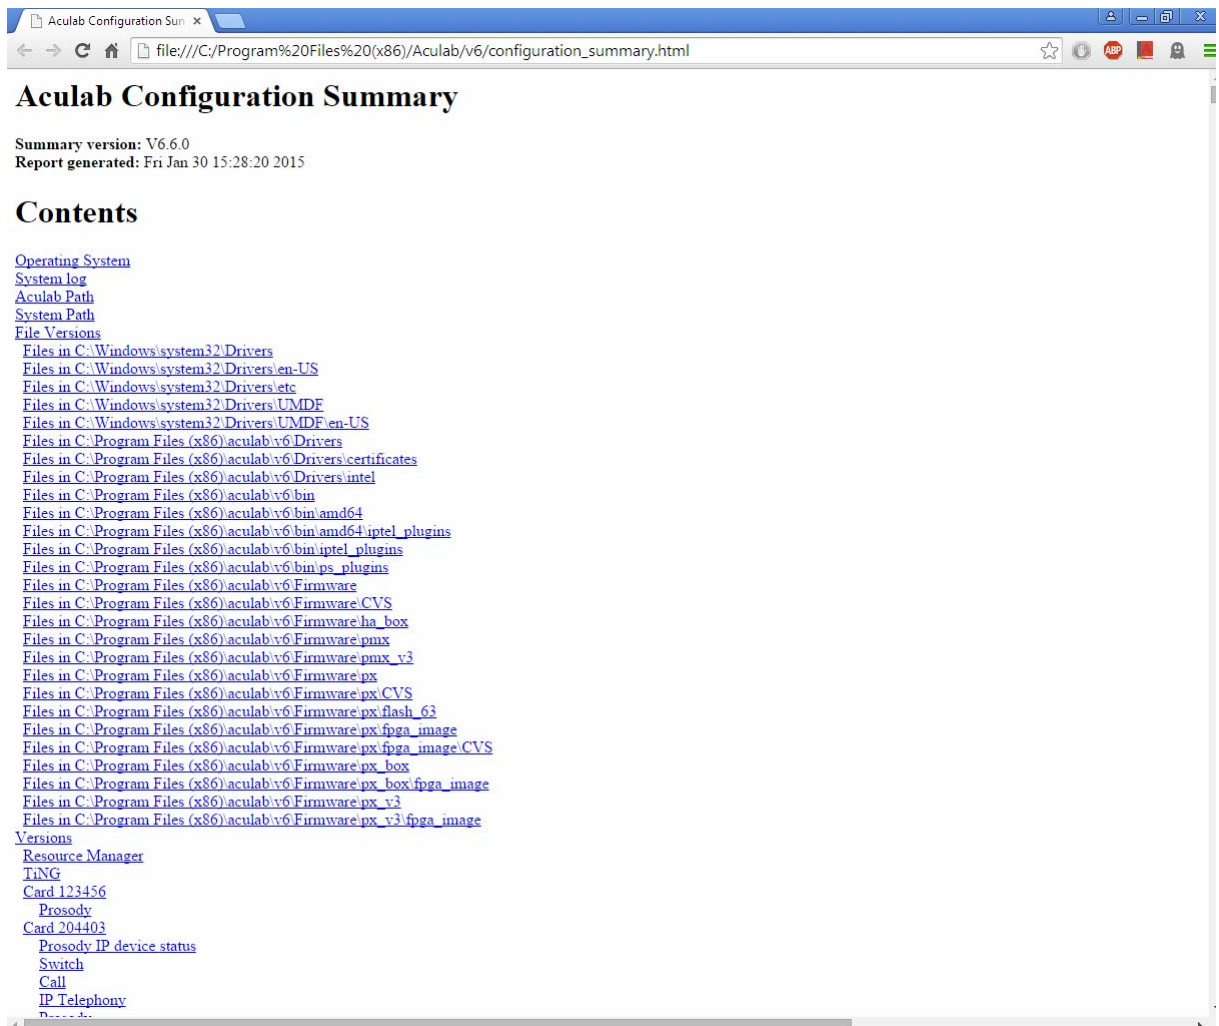 Aculab Configuration Sun
file:///C:/Program%20Files%20(x86)/Aculab/v6/configuration_summary.html
ABP
Aculab Configuration Summary
Summary version: V6.6.0
Report generated: Fri Jan 30 15:28:20 2015
Contents
Operating System
System log
Aculab Path
System Path
File Versions
Files in C:\Windows\system32\Drivers
Files in C:\Windows\system32\Drivers\en-US
Files in C:\Windows\system32\Drivers\etc
Files in C:\Windows\system32\Drivers\UMDF
Files in C:\Windows\system32\Drivers\UMDF\en-US
Files in C:\Program Files (x86)\aculab\v6\Drivers
Files in C:\Program Files (x86)\aculab\v6\Drivers\certificates
Files in C:\Program Files (x86)\aculab\v6\Drivers\intel
Files in C:\Program Files (x86)\aculab\v6\bin
Files in C:\Program Files (x86)\aculab\v6\bin\amd64
Files in C:\Program Files (x86)\aculab\v6\bin\amd64\iptel_plugins
Files in C:\Program Files (x86)\aculab\v6\bin\iptel_plugins
Files in C:\Program Files (x86)\aculab\v6\bin\ps_plugins
Files in C:\Program Files (x86)\aculab\v6\Firmware
Files in C:\Program Files (x86)\aculab\v6\Firmware\CVS
Files in C:\Program Files (x86)\aculab\v6\Firmware\ha_box
Files in C:\Program Files (x86)\aculab\v6\Firmware\pmx
Files in C:\Program Files (x86)\aculab\v6\Firmware\pmx_v3
Files in C:\Program Files (x86)\aculab\v6\Firmware\px
Files in C:\Program Files (x86)\aculab\v6\Firmware\px\CVS
Files in C:\Program Files (x86)\aculab\v6\Firmware\px\flash_63
Files in C:\Program Files (x86)\aculab\v6\Firmware\px\fpga_image
Files in C:\Program Files (x86)\aculab\v6\Firmware\px\fpga_image\CVS
Files in C:\Program Files (x86)\aculab\v6\Firmware\px_box
Files in C:\Program Files (x86)\aculab\v6\Firmware\px_box\fpga_image
Files in C:\Program Files (x86)\aculab\v6\Firmware\px_v3
Files in C:\Program Files (x86)\aculab\v6\Firmware\px_v3\fpga_image
Versions
Resource Manager
TiNG
Card 123456
Prosody
Card 204403
Prosody IP device status
Switch
Call
IP Telephony